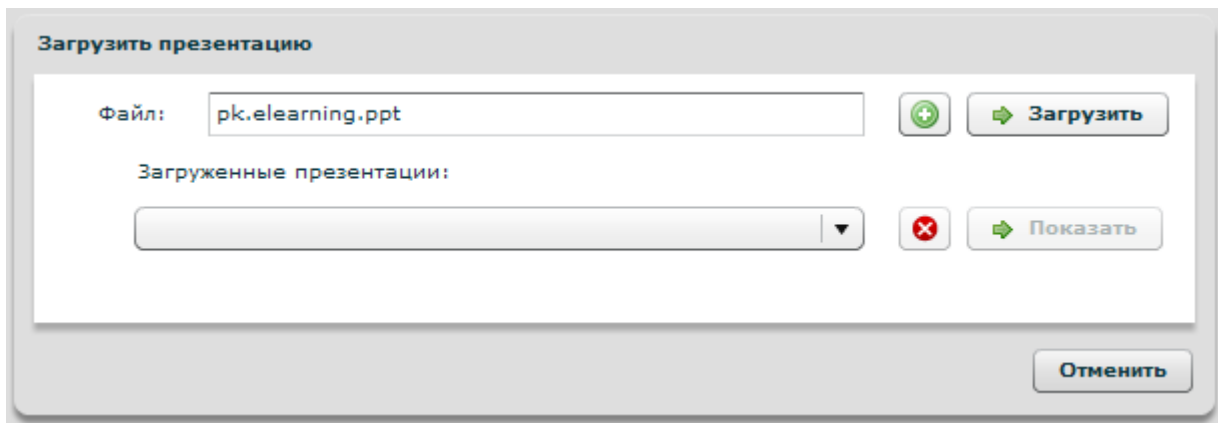 Загрузить презентацию
Файл: pk.elearning.ppt Загрузить
Загруженные презентации:
Показать
Отменить